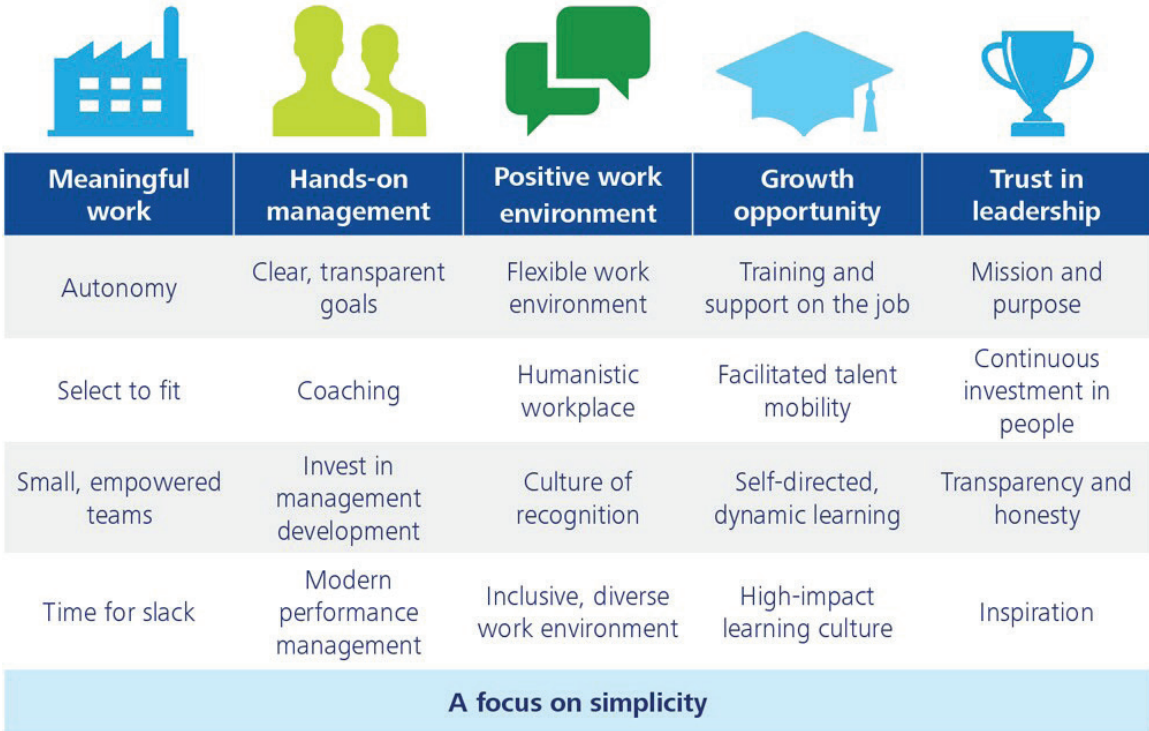 Meaningful
work
Hands-on
management
Positive work
environment
Growth
opportunity
Trust in
leadership
Autonomy
Clear, transparent
goals
Flexible work
environment
Training and
support on the job
Mission and
purpose
Select to fit
Coaching
Humanistic
workplace
Facilitated talent
mobility
Continuous
investment in
people
Small, empowered
teams
Invest in
management
development
Culture of
recognition
Self-directed,
dynamic learning
Transparency and
honesty
Time for slack
Modern
performance
management
Inclusive, diverse
work environment
High-impact
learning culture
Inspiration
A focus on simplicity